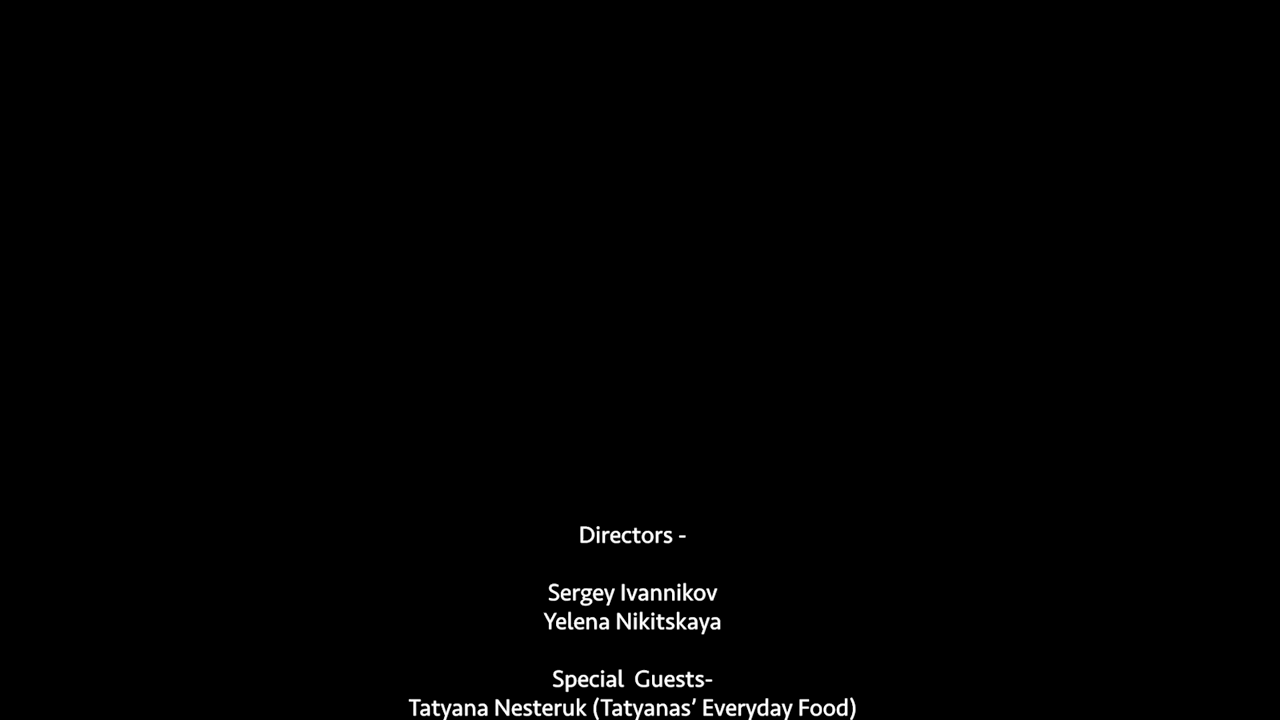 Directors -
Sergey Ivannikov
Yelena Nikitskaya
Special  Guests-
Tatyana Nesteruk (Tatyanas’ Everyday Food)